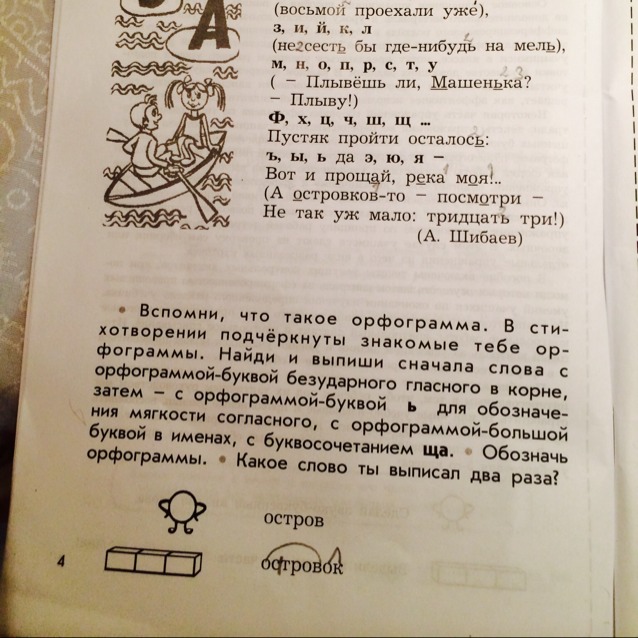 А
(восьмой проехали уже),
з, и, й, к, л
(не сесть бы где-нибудь на мель),
м, н, о, п, р, с, т, у
( – Плывёшь ли, Машенька?
– Плыву!)
Ф, х, ц, ч, ш, щ ...
Пустяк пройти осталось:
ъ, ы, ь да э, ю, я –
Вот и прощай, река моя!..
(А островков-то – посмотри –
Не так уж мало: тридцать три!)
(А. Шибаев)
• Вспомни, что такое орфограмма. В сти-
хотворении подчёркнуты знакомые тебе ор-
фограммы. Найди и выпиши сначала слова с
орфограммой-буквой безударного гласного в корне,
затем – с орфограммой-буквой ь для обозначе-
ния мягкости согласного, с орфограммой-большой
буквой в именах, с буквосочетанием ща. • Обозначь
орфограммы. • Какое слово ты выписал два раза?
остров
островок
4